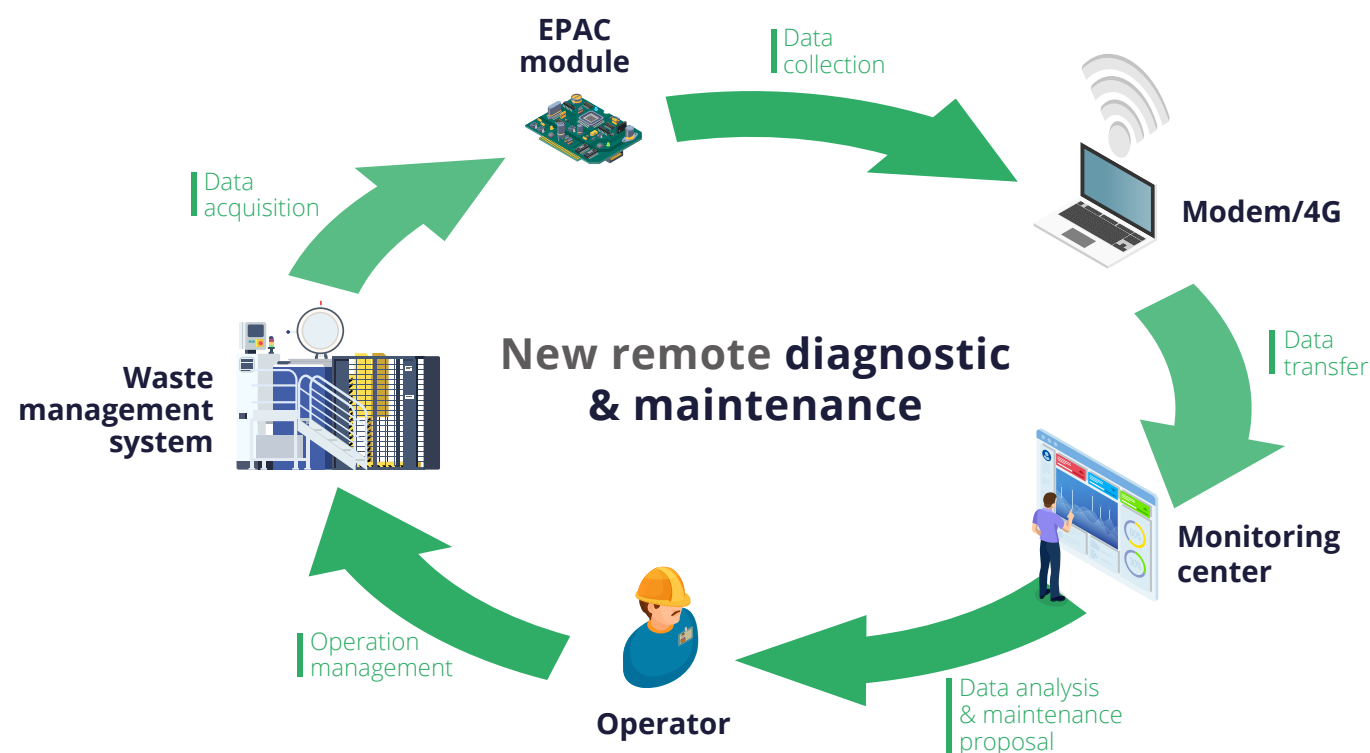 EPAC
module
Data
collection
Data
acquisition
Modem/4G
New remote diagnostic
& maintenance
Data
transfer
Waste
management
system
Monitoring
center
Operation
management
Operator
Data analysis
& maintenance
proposal